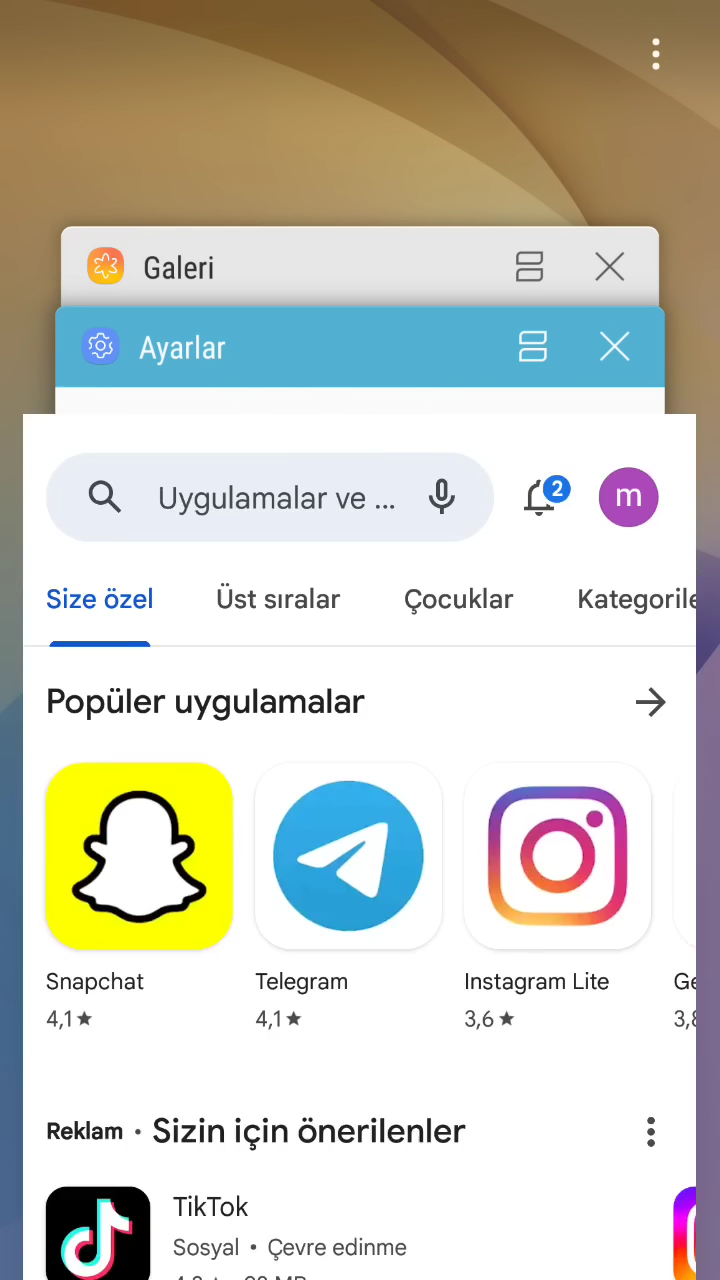 Galeri
Ayarlar
Uygulamalar ve ...
2
m
Size özel
Üst sıralar
Çocuklar
Popüler uygulamalar
Snapchat
Telegram
Instagram Lite
4,1★
4,1★
3,6★
Reklam • Sizin için önerilenler
TikTok
Sosyal • Çevre edinme